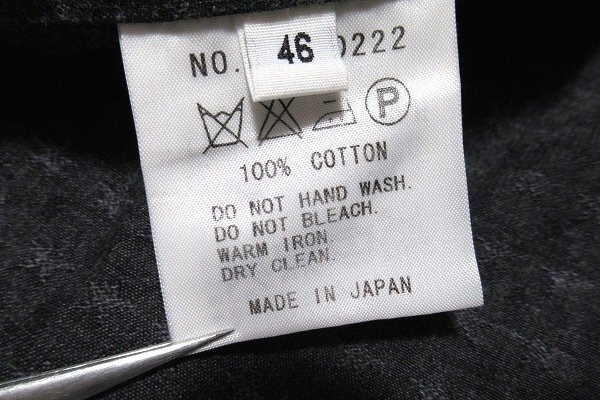 46
NO. 0222
P
100% COTTON
DO NOT HAND WASH.
DO NOT BLEACH.
WARM IRON.
DRY CLEAN.
MADE IN JAPAN